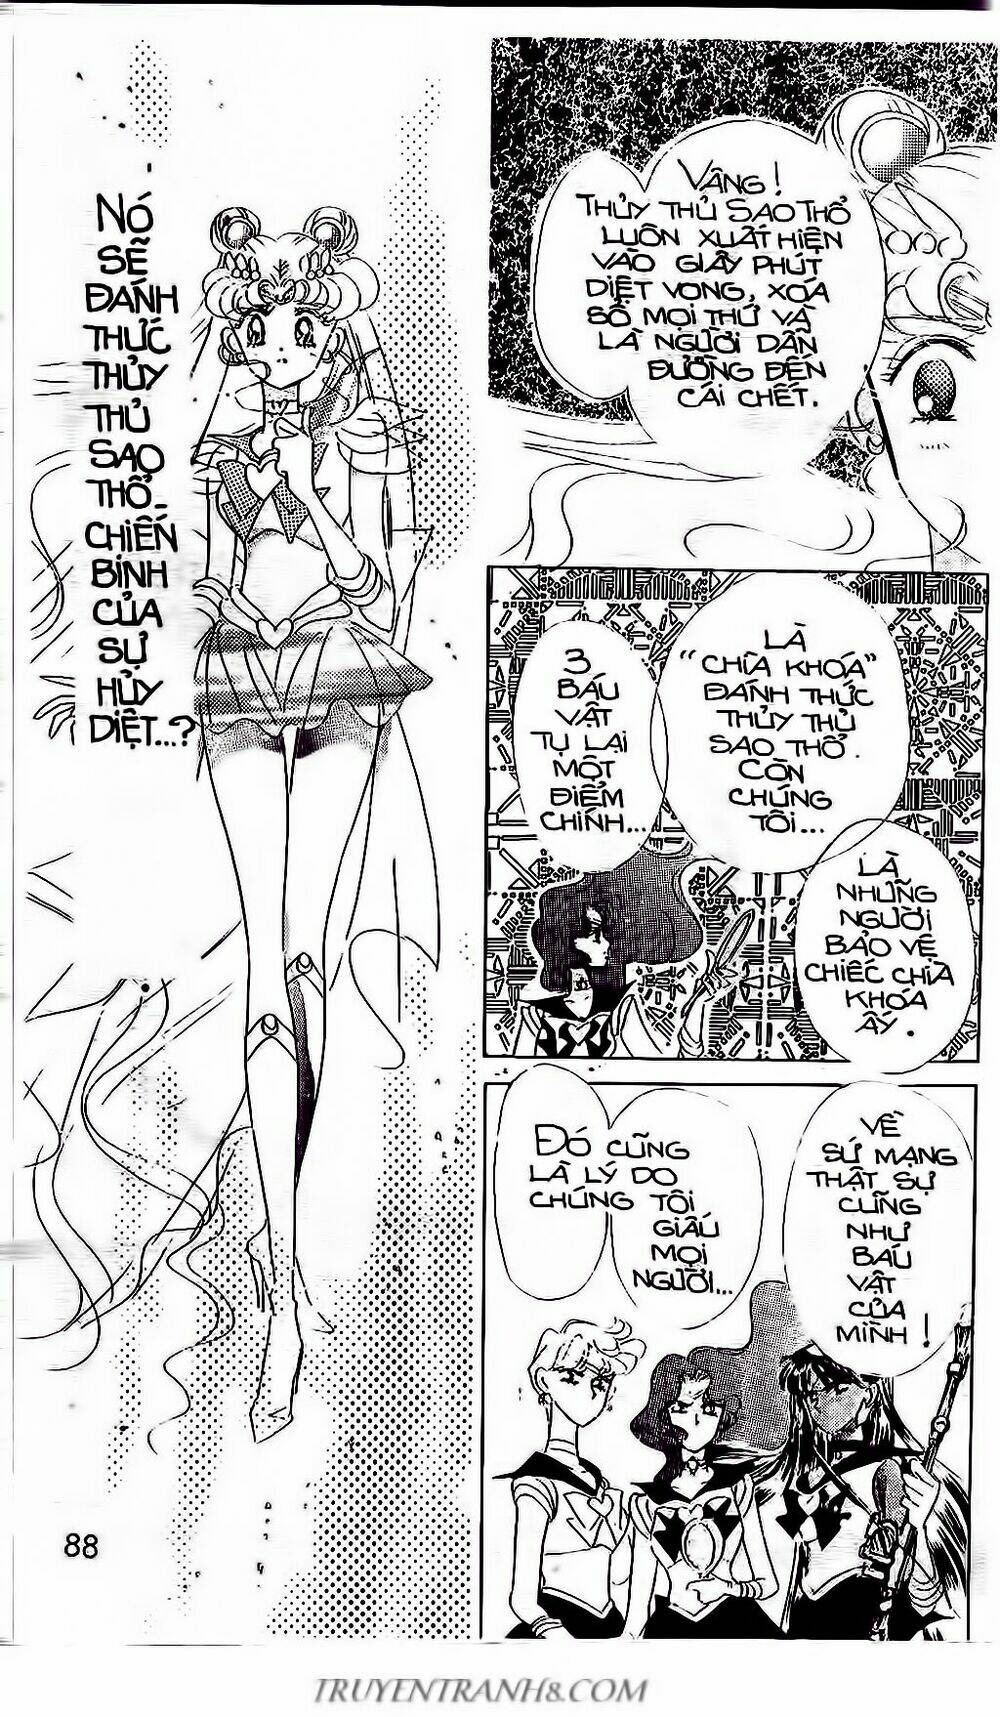 VÂNG!
THỦY THỦ SAO THỔ
LUÔN XUẤT HIỆN
VÀO GIÂY PHÚT
DIỆT VỌNG, XÓA
SỔ MỌI THỨ VÀ
LÀ NGƯỜI DẪN
ĐƯỜNG ĐẾN
CÁI CHẾT.
3
BÁU
VẬT
TỤ LẠI
MỘT
ĐIỂM
CHÍNH...
LÀ
"CHÌA KHÓA"
ĐÁNH THỨC
THỦY THỦ
SAO THỔ.
CÒN
CHÚNG
TÔI...
LÀ
NHỮNG
NGƯỜI
BẢO VỆ
CHIẾC CHÌA
KHÓA
ẤY.
ĐÓ CŨNG
LÀ LÝ DO
CHÚNG TÔI
GIẤU
MỌI
NGƯỜI...
VỀ
SỨ MẠNG
THẬT SỰ
CŨNG
NHƯ
BÁU
VẬT
CỦA
MÌNH!
NÓ
SẼ
ĐÁNH
THỨC
THỦY
THỦ
SAO
THỔ_
CHIẾN
BINH
CỦA
SỰ
HỦY
DIỆT...?
88
TRUYENTRANH8.COM